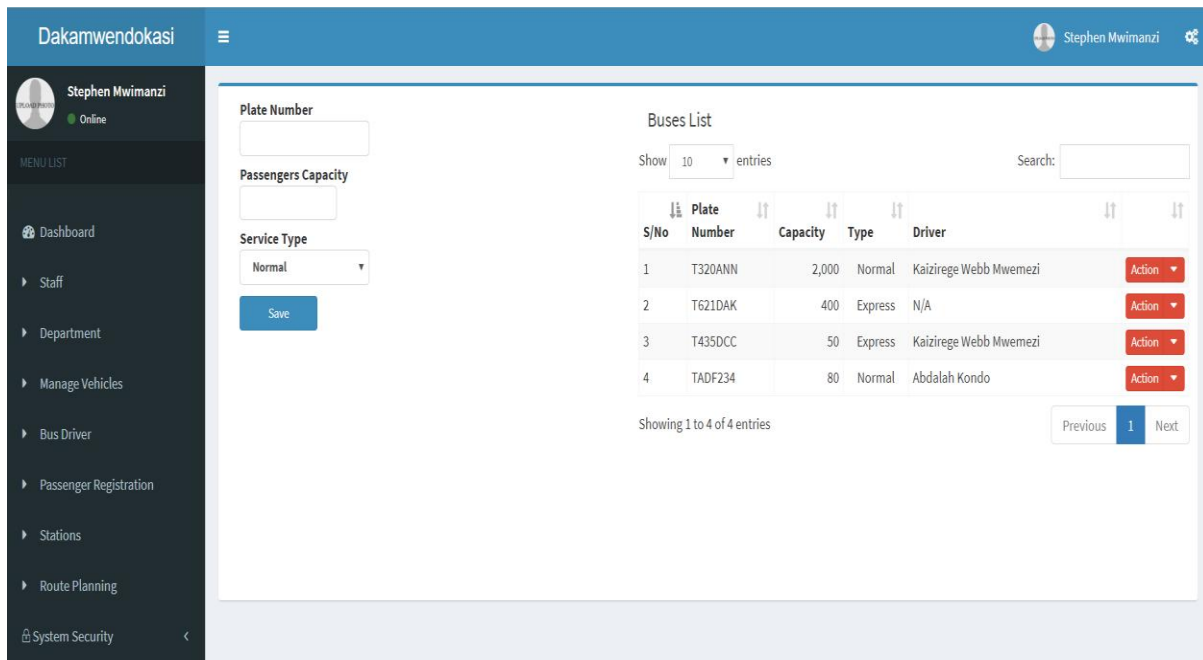 Dakamwendokasi
Stephen Mwimanzi
Stephen Mwimanzi
Online
MENU LIST
Dashboard
Staff
Department
Manage Vehicles
Bus Driver
Passenger Registration
Stations
Route Planning
System Security
Plate Number
Passengers Capacity
Service Type
Normal
Save
Buses List
Show 10 entries
Search:
S/No Plate Number Capacity Type Driver
1 T320ANN 2,000 Normal Kaizirege Webb Mwemezi Action
2 T621DAK 400 Express N/A Action
3 T435DCC 50 Express Kaizirege Webb Mwemezi Action
4 TADF234 80 Normal Abdalah Kondo Action
Showing 1 to 4 of 4 entries
Previous 1 Next